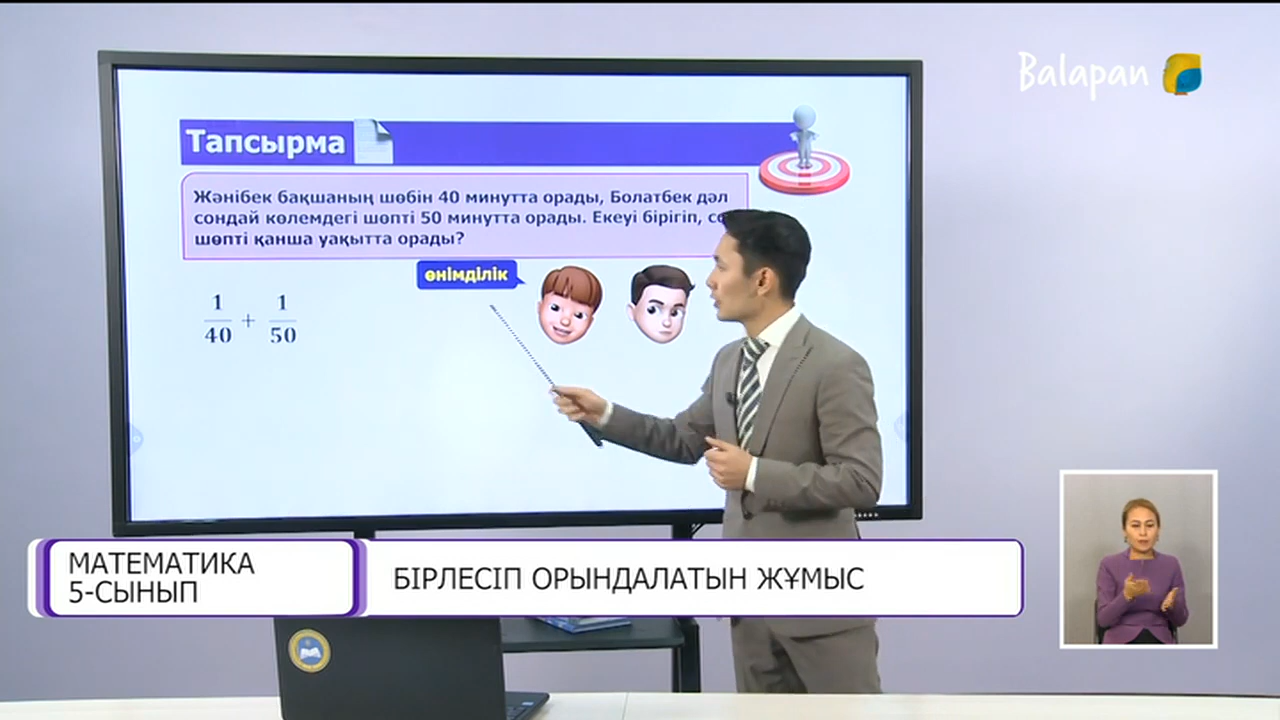 Balapan
Тапсырма
Жәнібек бақшаның шөбін 40 минутта орады, Болатбек дәл
сондай көлемдегі шөпті 50 минутта орады. Екеуі бірігіп,
шөпті қанша уақытта орады?
өнімділік
1/40 + 1/50
МАТЕМАТИКА
5-СЫНЫП
БІРЛЕСІП ОРЫНДАЛАТЫН ЖҰМЫС